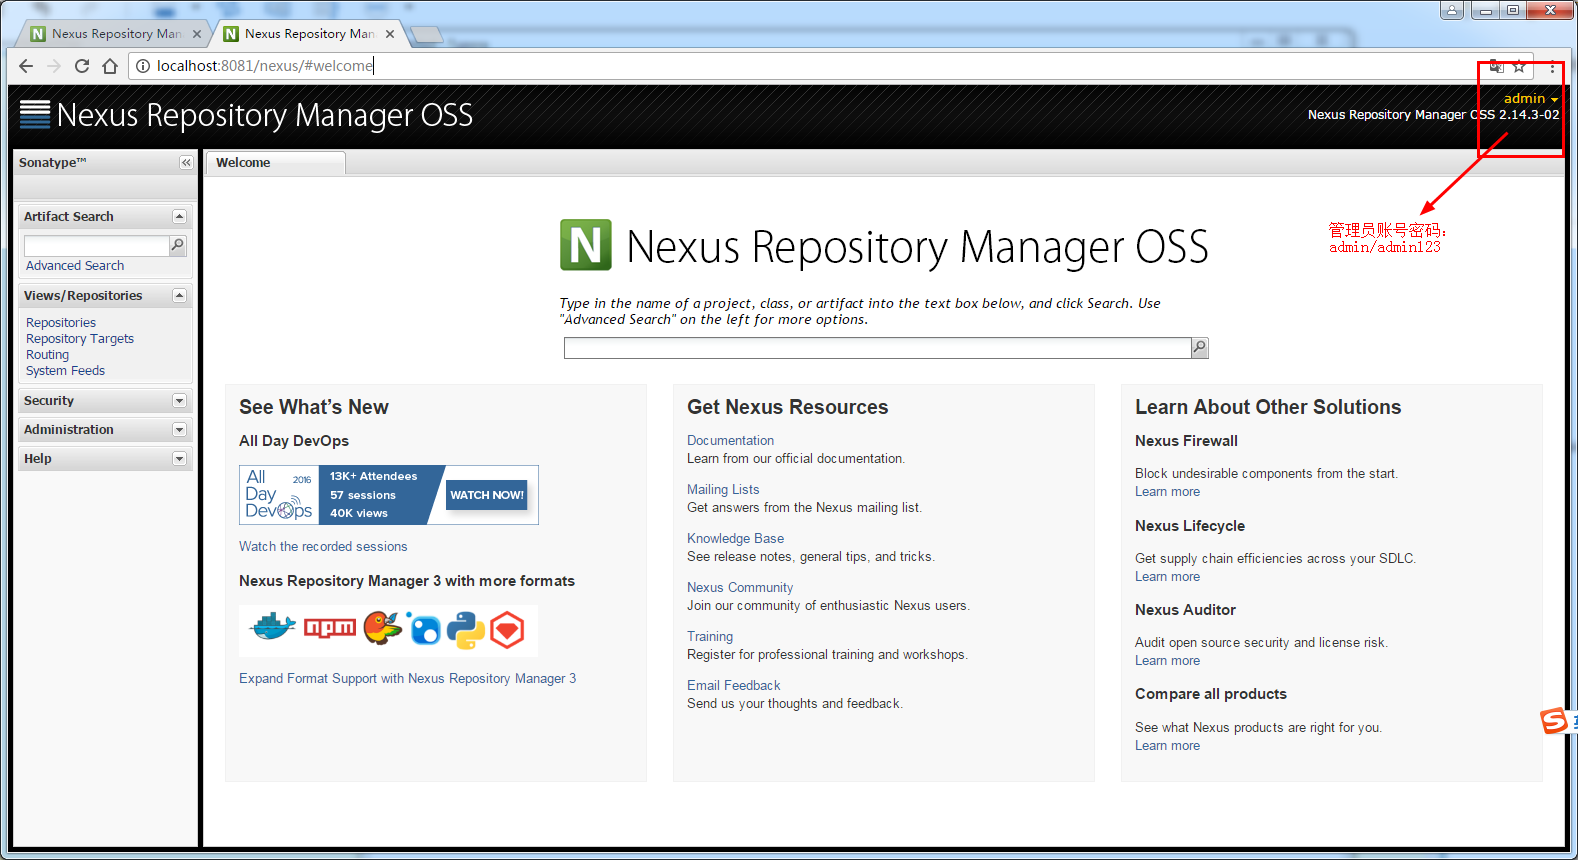 Nexus Repository Man
Nexus Repository Man
localhost:8081/nexus/#welcome
Nexus Repository Manager OSS
admin
Nexus Repository Manager OSS 2.14.3-02
Sonatype™
Welcome
Artifact Search
Advanced Search
Views/Repositories
Repositories
Repository Targets
Routing
System Feeds
Security
Administration
Help
管理员账号密码：
admin/admin123
N Nexus Repository Manager OSS
Type in the name of a project, class, or artifact into the text box below, and click Search. Use
"Advanced Search" on the left for more options.
See What's New
All Day DevOps
All
Day
DevOps
2016
13K+ Attendees
57 sessions
40K views
WATCH NOW!
Watch the recorded sessions
Nexus Repository Manager 3 with more formats
npm
Expand Format Support with Nexus Repository Manager 3
Get Nexus Resources
Documentation
Learn from our official documentation.
Mailing Lists
Get answers from the Nexus mailing list.
Knowledge Base
See release notes, general tips, and tricks.
Nexus Community
Join our community of enthusiastic Nexus users.
Training
Register for professional training and workshops.
Email Feedback
Send us your thoughts and feedback.
Learn About Other Solutions
Nexus Firewall
Block undesirable components from the start.
Learn more
Nexus Lifecycle
Get supply chain efficiencies across your SDLC.
Learn more
Nexus Auditor
Audit open source security and license risk.
Learn more
Compare all products
See what Nexus products are right for you.
Learn more